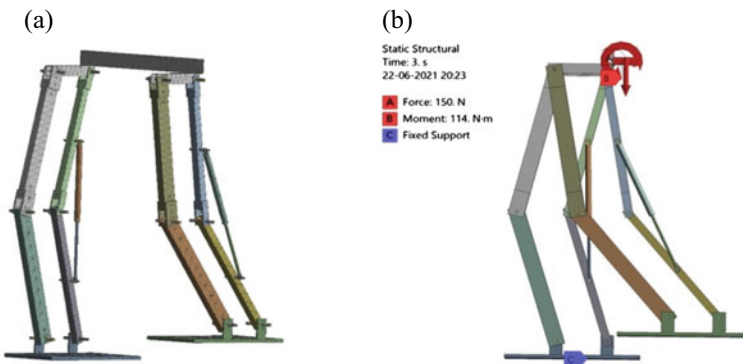 (a)
(b)
Static Structural
Time: 3. s
22-06-2021 20:23
A Force: 150. N
B Moment: 114. N·m
C Fixed Support
B
C